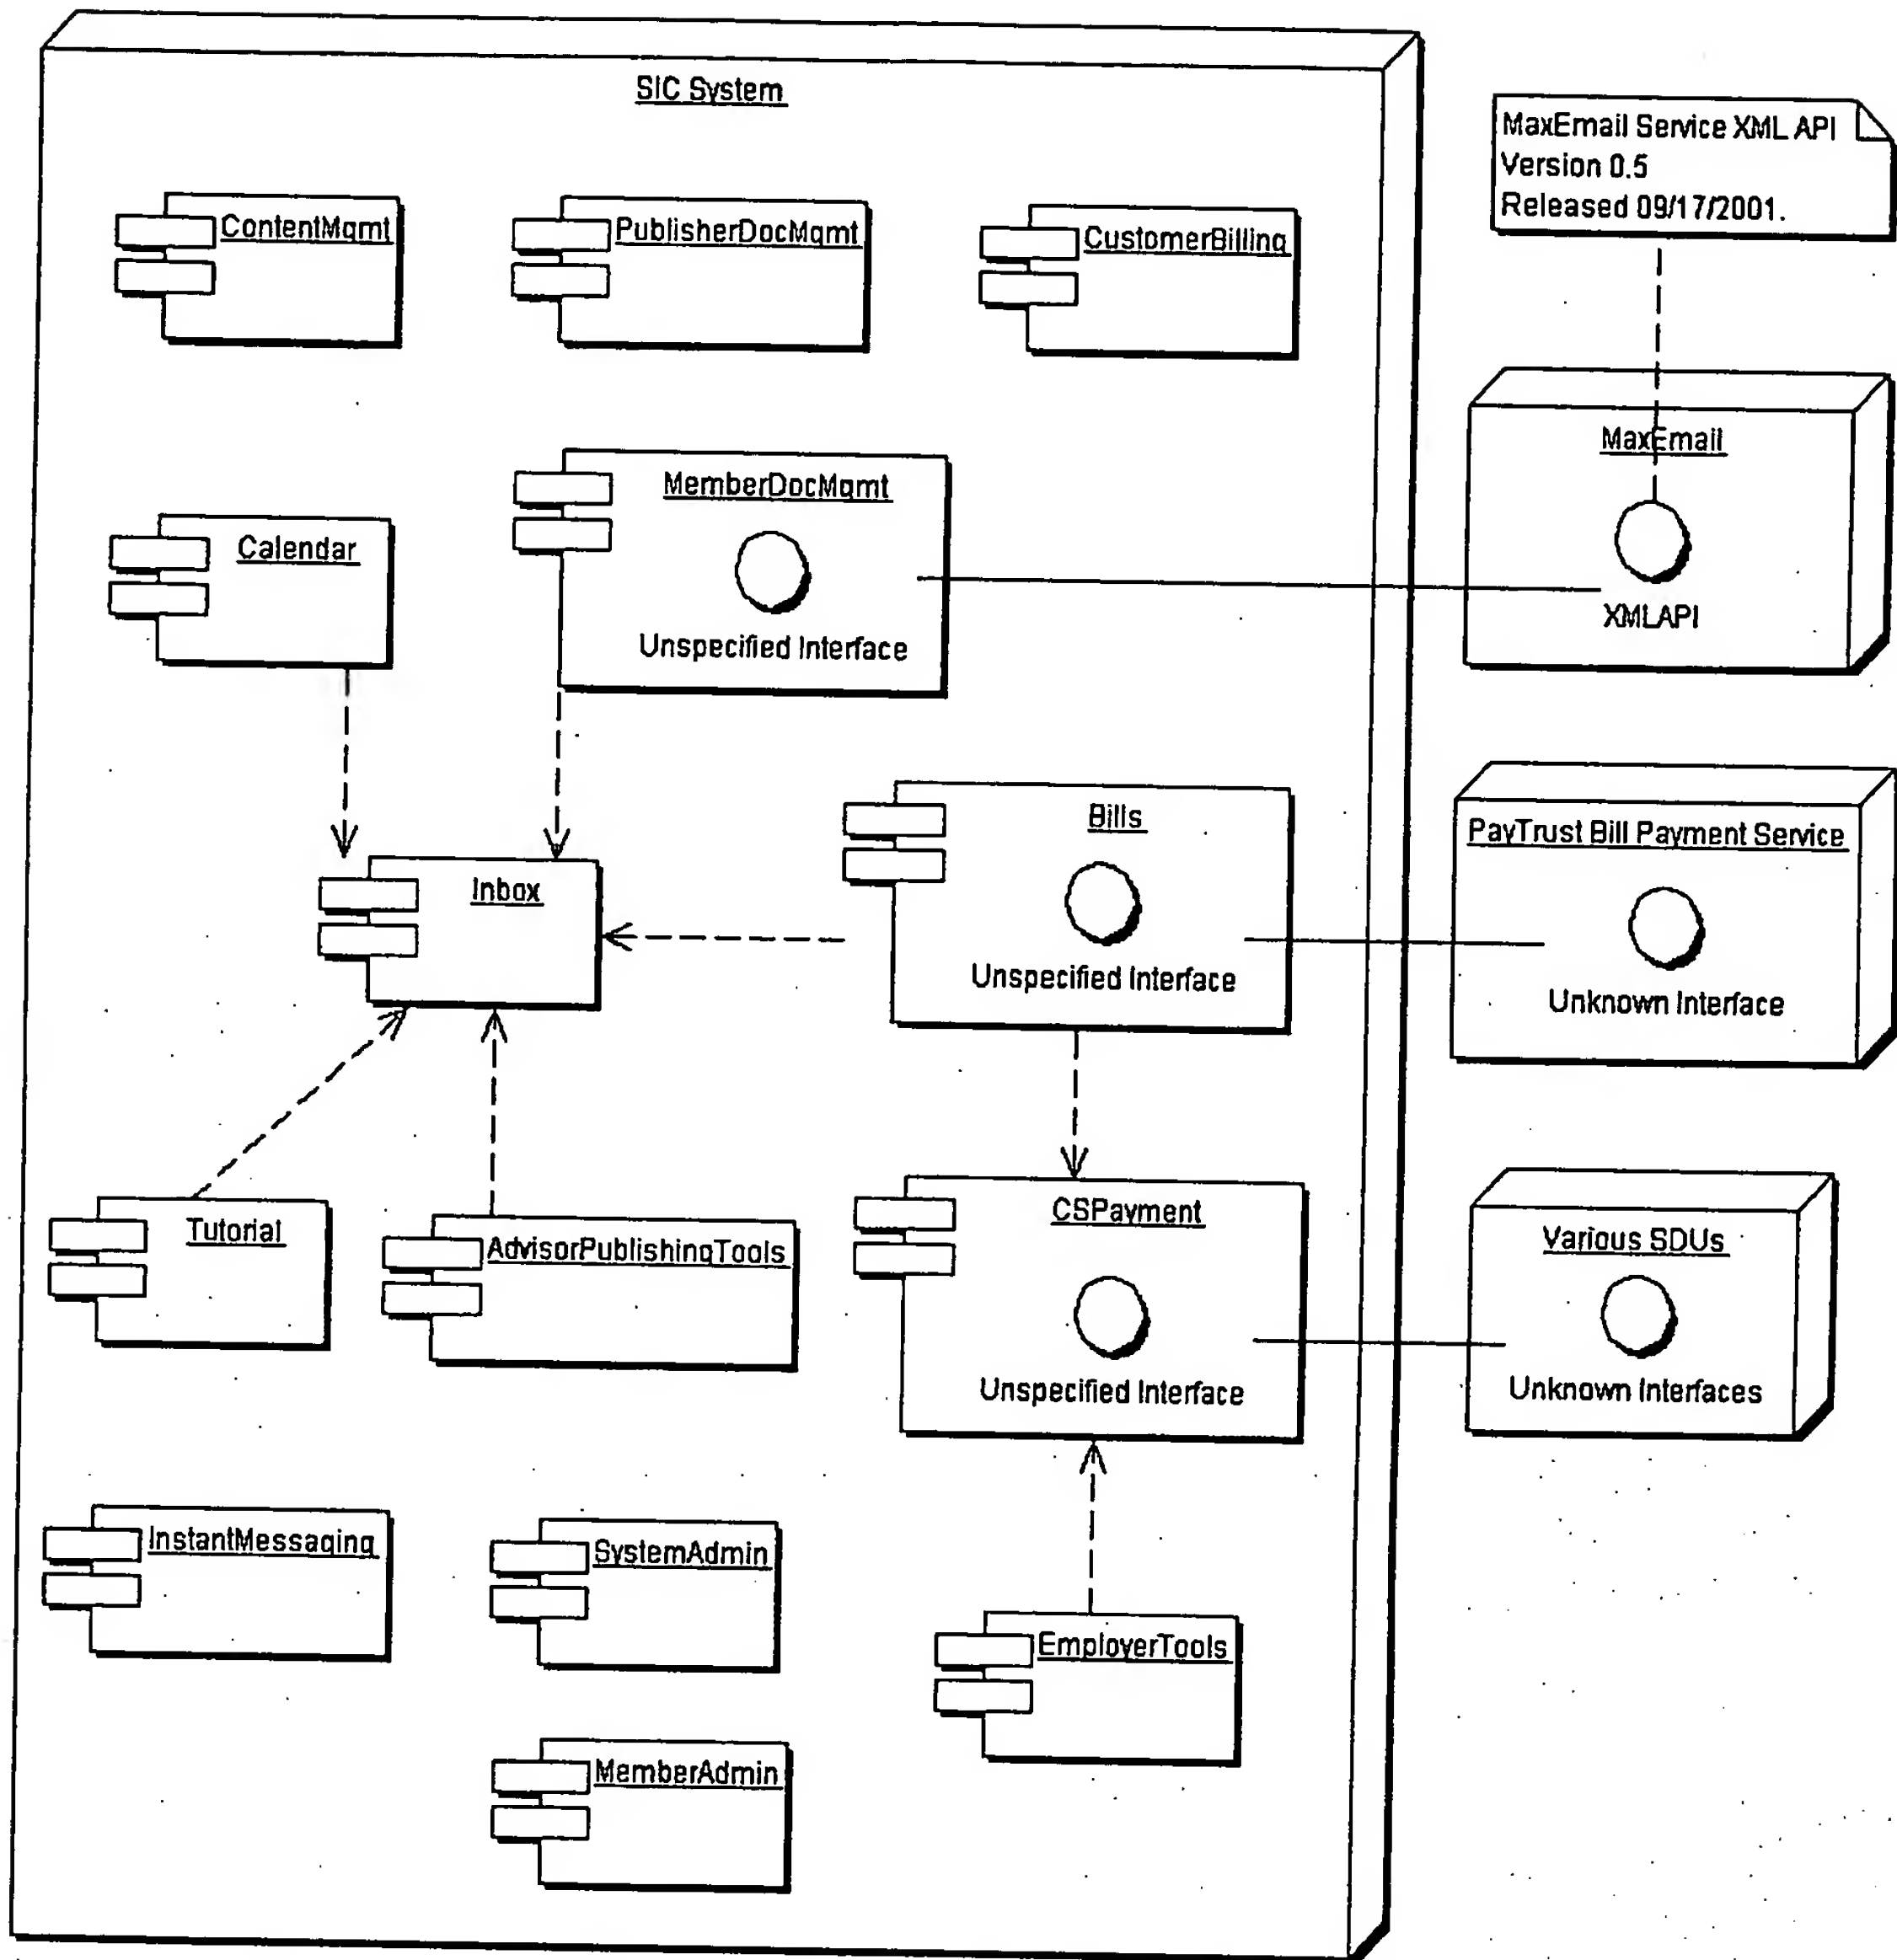 SIC System
MaxEmail Service XML API
Version 0.5
Released 09/17/2001.
ContentMgmt
PublisherDocMgmt
CustomerBilling
MaxEmail
XMLAPI
MemberDocMgmt
Unspecified Interface
Calendar
Inbox
Bills
Unspecified Interface
PayTrust Bill Payment Service
Unknown Interface
Tutorial
AdvisorPublishingTools
CSPayment
Unspecified Interface
Various SDUs
Unknown Interfaces
InstantMessaging
SystemAdmin
EmployerTools
MemberAdmin